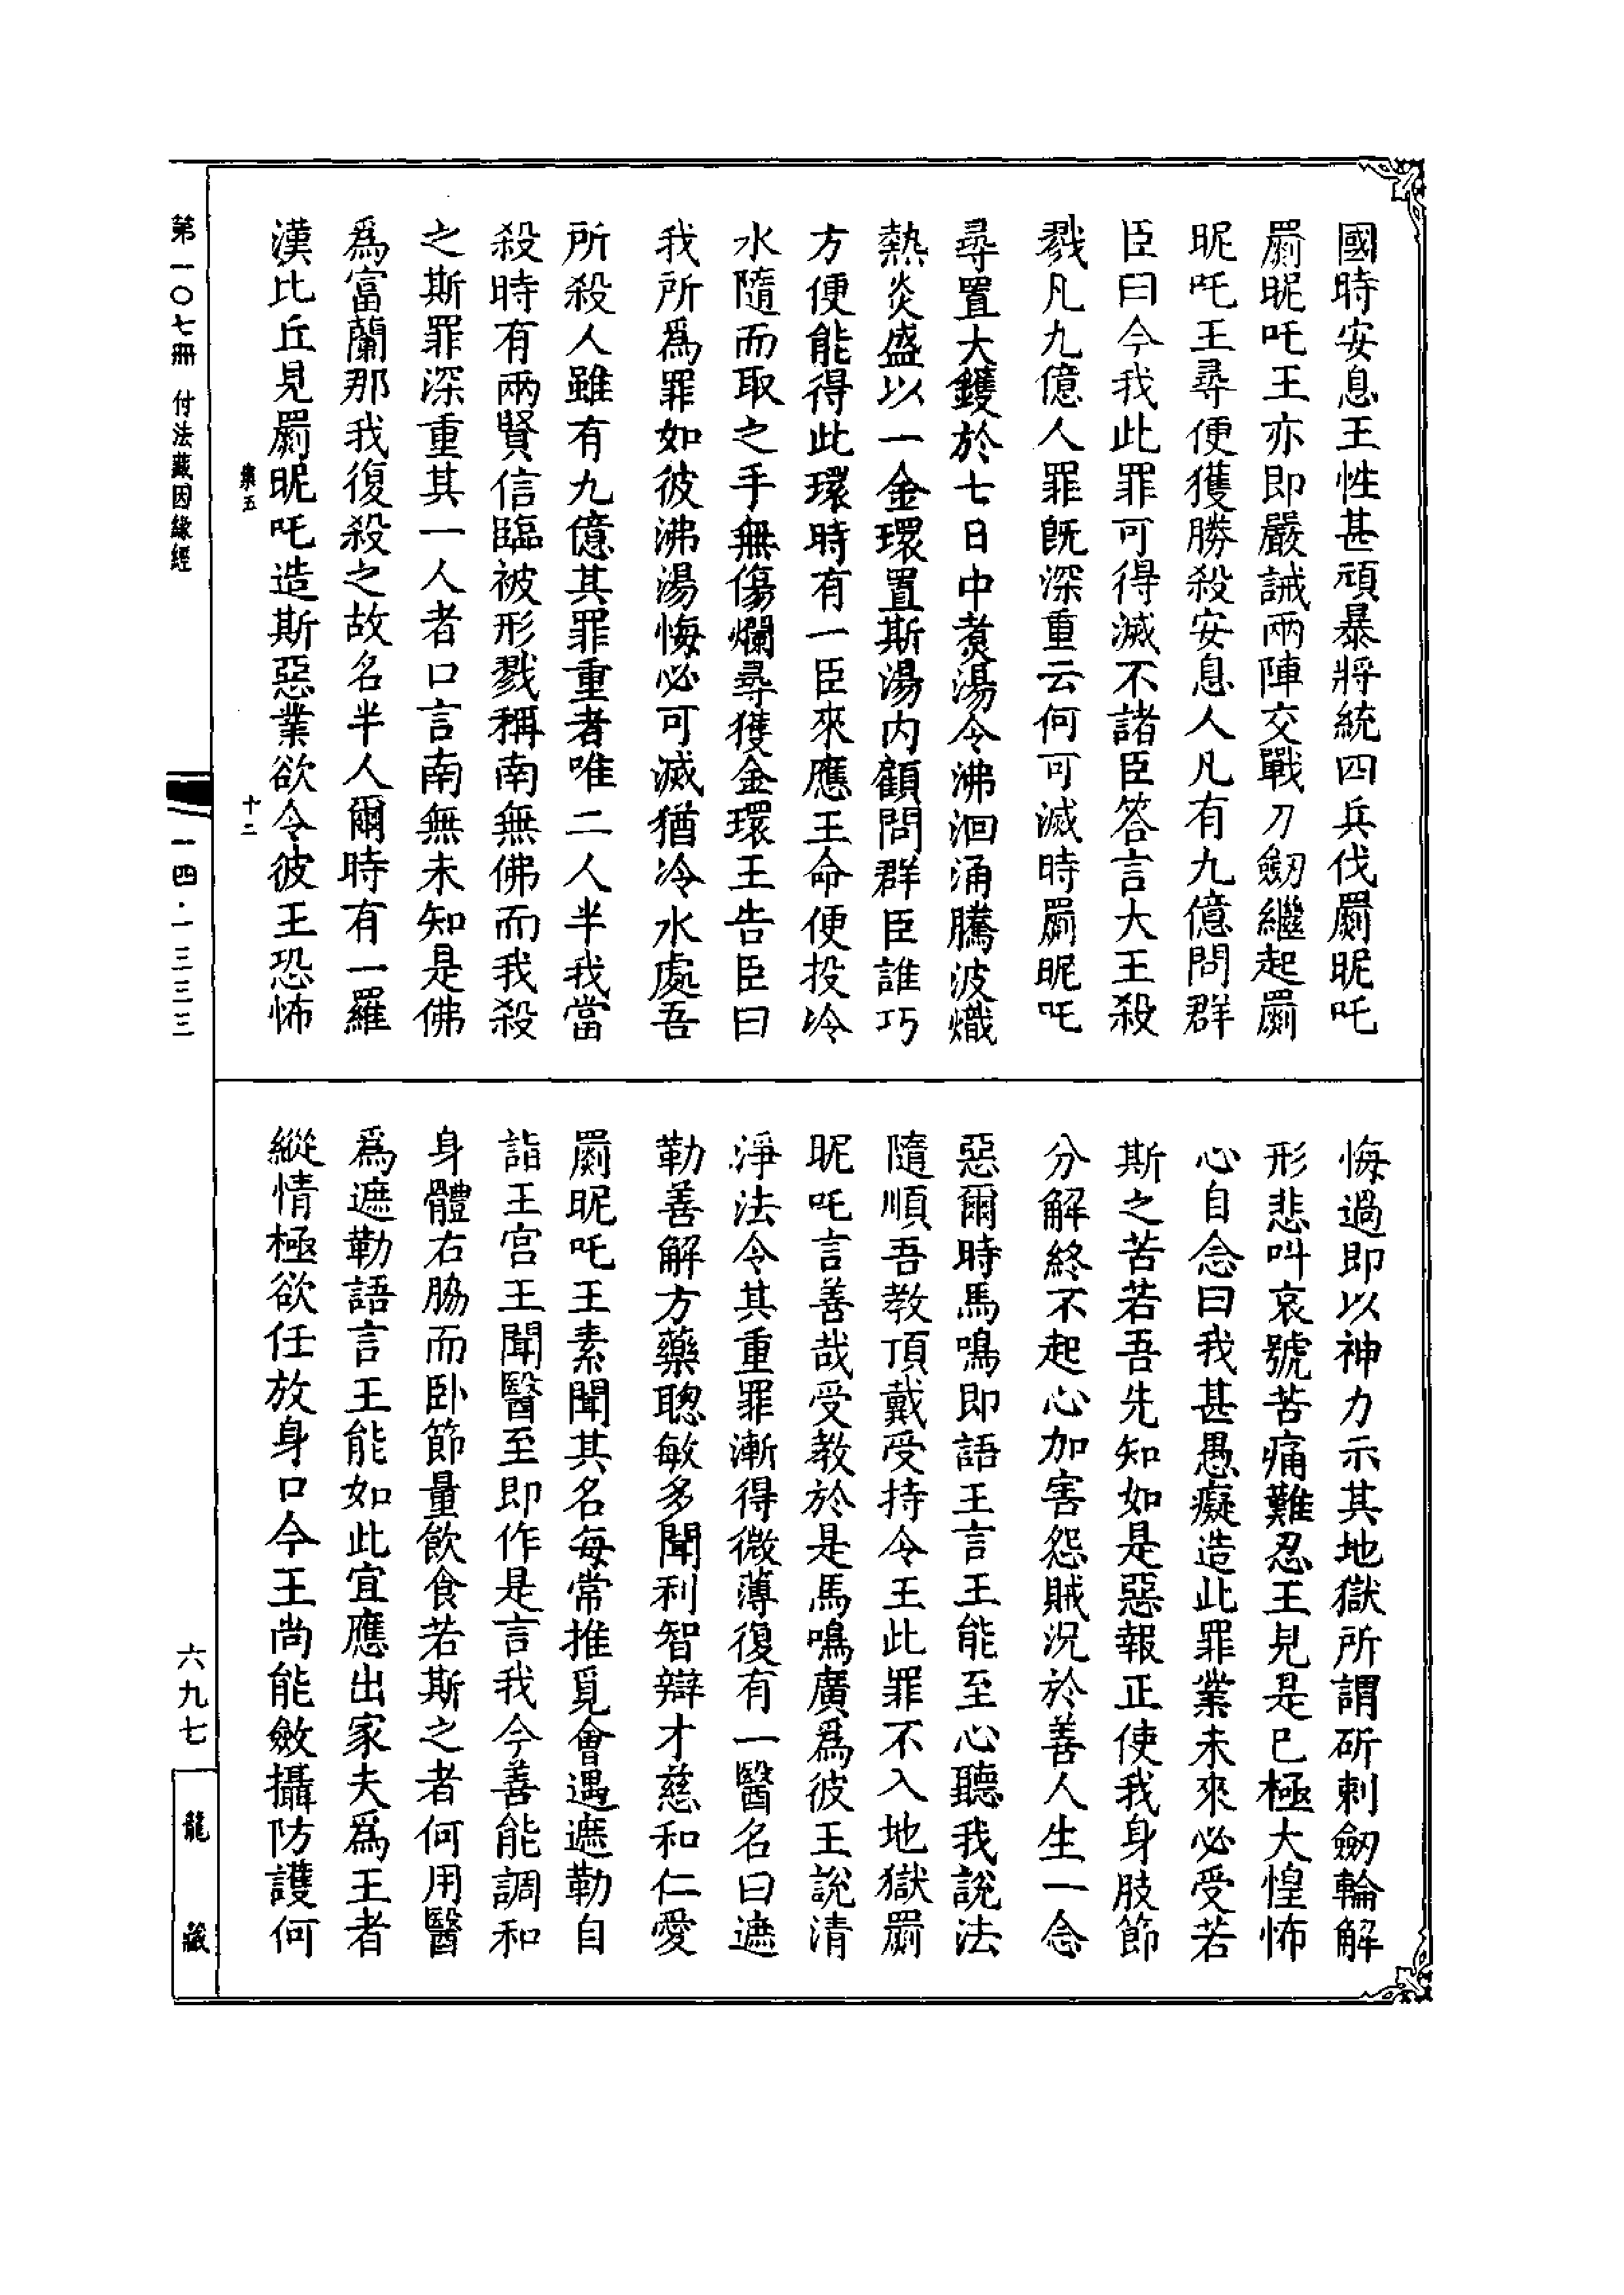 國時安息王性甚頑暴將統四兵伐罽昵吒
罽昵吒王亦即嚴誡兩陣交戰刀劒繼起罽
昵吒王尋便獲勝殺安息人凡有九億問群
臣曰今我此罪可得滅不諸臣答言大王殺
戮凡九億人罪既深重云何可滅時罽昵吒
尋置大鑊於七日中煑湯令沸洄涌騰波熾
熱炎盛以一金環置斯湯内顧問群臣誰巧
方便能得此環時有一臣來應王命便投冷
水隨而取之手無傷爛尋獲金環王告臣曰
我所爲罪如彼沸湯悔必可滅猶冷水處吾
所殺人雖有九億其罪重者唯二人半我當
殺時有兩賢信臨被形戮稱南無佛而我殺
之斯罪深重其一人者口言南無未知是佛
爲富蘭那我復殺之故名半人爾時有一羅
漢比丘見罽昵吒造斯惡業欲令彼王恐怖
悔過即以神力示其地獄所謂斫刺劒輪解
形悲叫哀號苦痛難忍王見是已極大惶怖
心自念曰我甚愚癡造此罪業未來必受若
斯之苦若吾先知如是惡報正使我身肢節
分解終不起心加害怨賊況於善人生一念
惡爾時馬鳴即語王言王能至心聽我說法
隨順吾教頂戴受持令王此罪不入地獄罽
昵吒言善哉受教於是馬鳴廣爲彼王說清
淨法令其重罪漸得微薄復有一醫名曰遮
勒善解方藥聰敏多聞利智辯才慈和仁愛
罽昵吒王素聞其名每常推覓會遇遮勒自
詣王宮王聞醫至即作是言我今善能調和
身體右脇而卧節量飲食若斯之者何用醫
爲遮勒語言王能如此宜應出家夫爲王者
縱情極欲任放身口今王尚能斂攝防護何
集五
十二
第一〇七冊 付法藏因緣經
一四·一三三三
六九七
龍藏